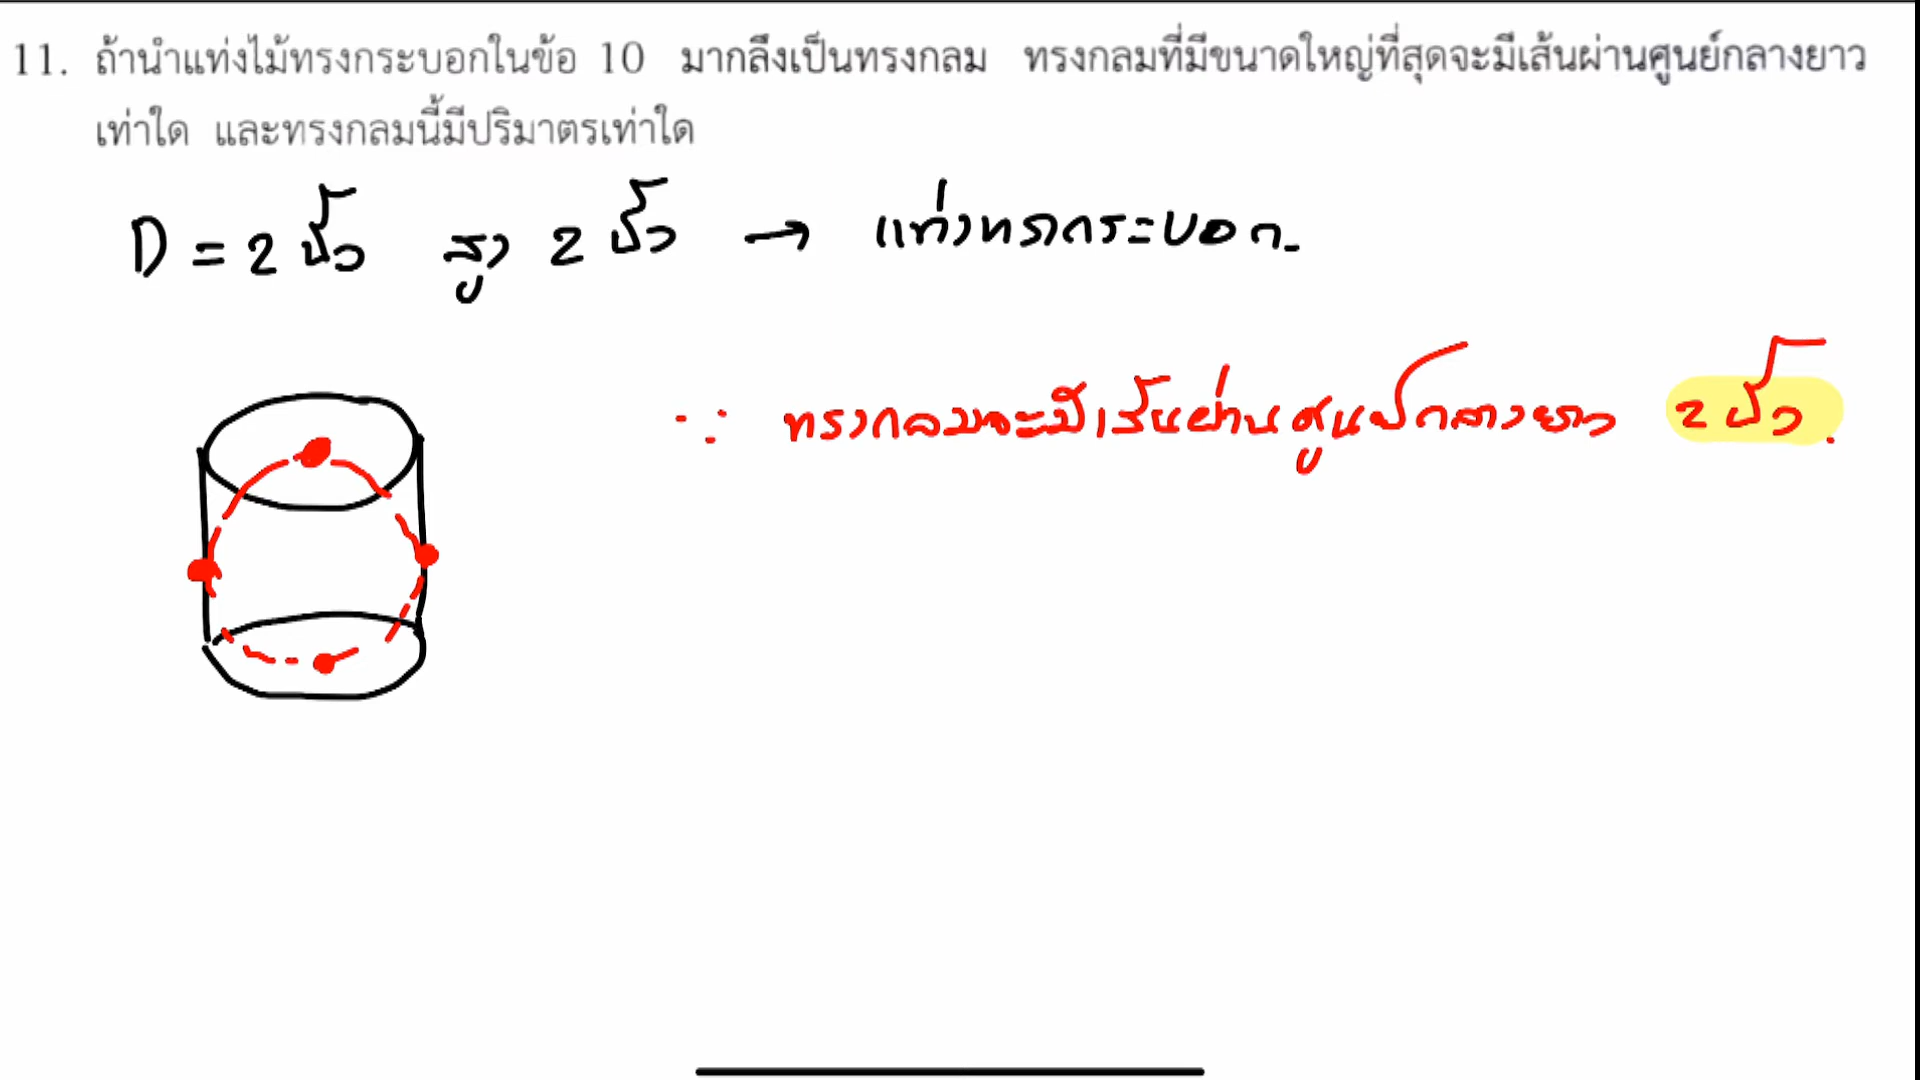 11. ถ้านำแท่งไม้ทรงกระบอกในข้อ 10 มากลึงเป็นทรงกลม ทรงกลมที่มีขนาดใหญ่ที่สุดจะมีเส้นผ่านศูนย์กลางยาว
เท่าใด และทรงกลมนี้มีปริมาตรเท่าใด
D = 2 นิ้ว สูง 2 นิ้ว → แท่งทรงกระบอก.
∵ ทรงกลมจะมีเส้นผ่านศูนย์กลางยาว 2 นิ้ว.